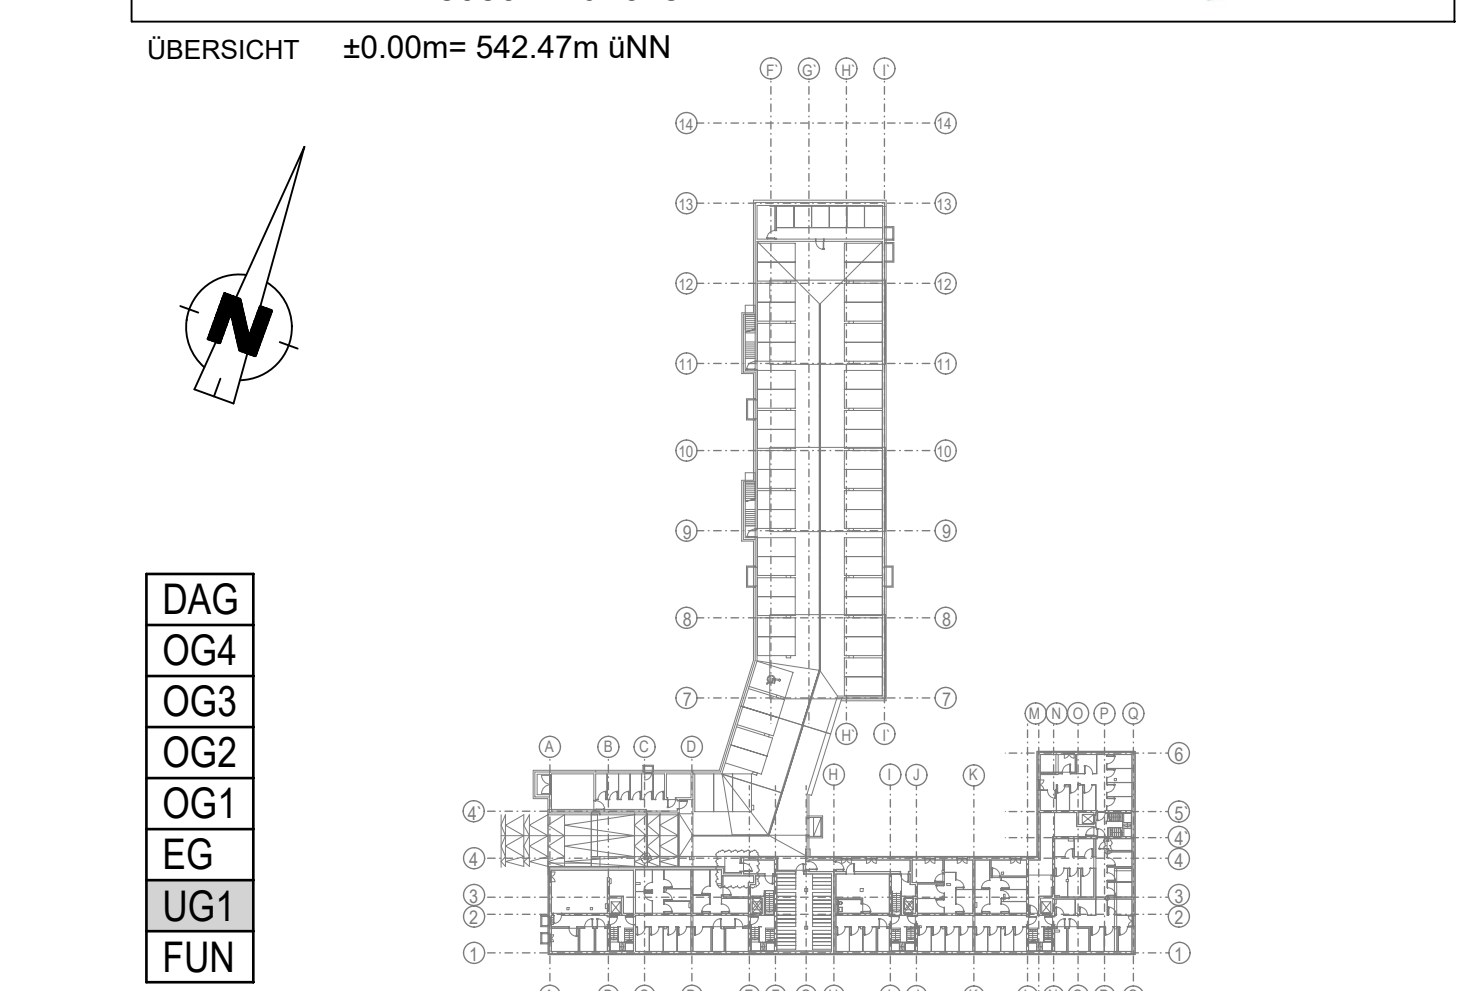 ÜBERSICHT ±0.00m= 542.47m üNN
F` G` H` I`
14 14
13 13
12 12
11 11
10 10
9 9
8 8
7 7
N
H` I`
M N O P Q
A B C D
6
H I J K
4` 5`
4`
4 4
3 3
2 2
1 1
DAG
OG4
OG3
OG2
OG1
EG
UG1
FUN